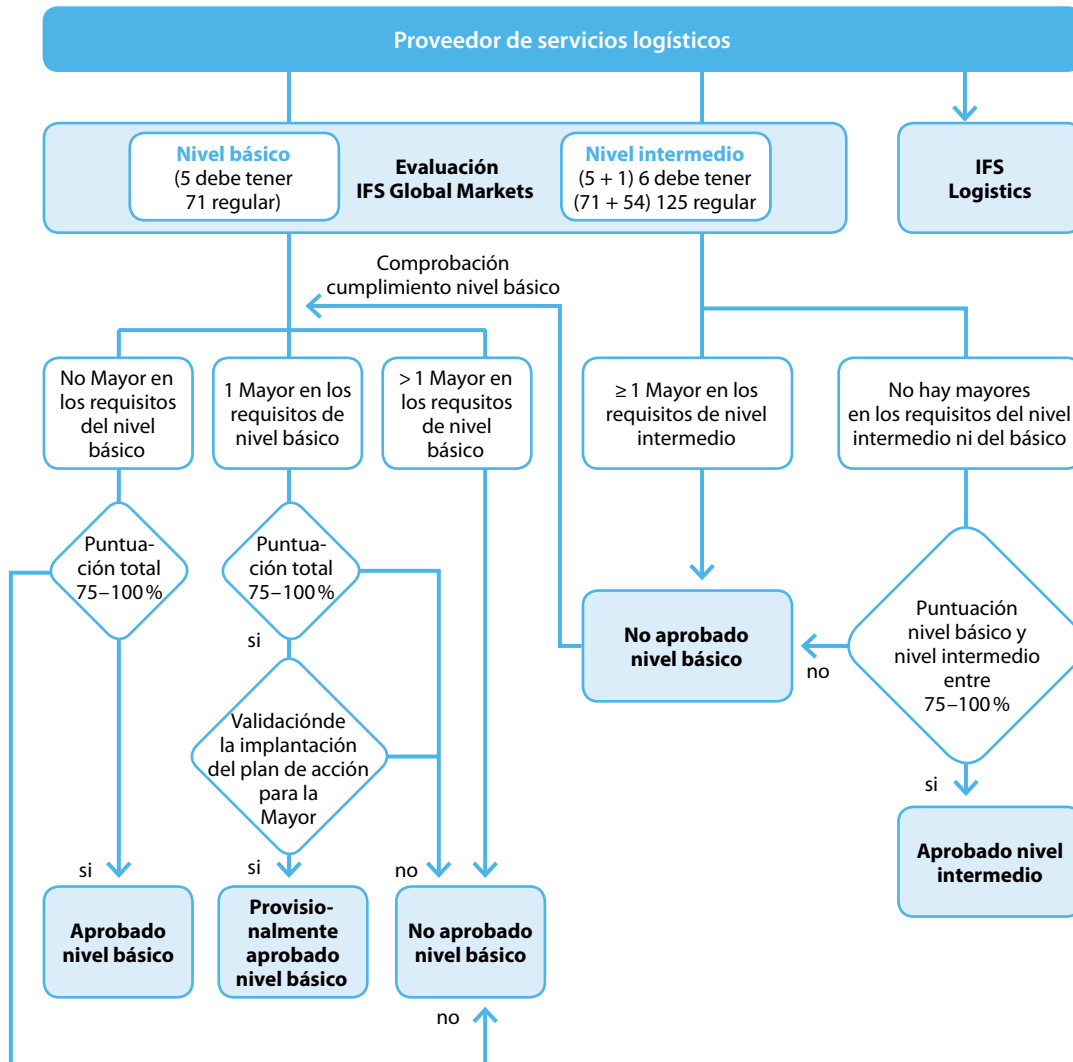 Proveedor de servicios logísticos
Nivel básico
(5 debe tener
71 regular)
Evaluación
IFS Global Markets
Nivel intermedio
(5 + 1) 6 debe tener
(71 + 54) 125 regular
IFS
Logistics
Comprobación
cumplimiento nivel básico
No Mayor en
los requisitos
del nivel
básico
1 Mayor en los
requisitos de
nivel básico
> 1 Mayor en
los requsitos
de nivel
básico
≥ 1 Mayor en los
requisitos de nivel
intermedio
No hay mayores
en los requisitos del nivel
intermedio ni del básico
Puntua-
ción total
75–100 %
Puntua-
ción total
75–100 %
si
No aprobado
nivel básico
no
Puntuación
nivel básico y
nivel intermedio
entre
75–100 %
Validaciónde
la implantación
del plan de acción
para la
Mayor
si
Aprobado nivel
intermedio
si
si
no
Aprobado
nivel básico
Provisio-
nalmente
aprobado
nivel básico
No aprobado
nivel básico
no